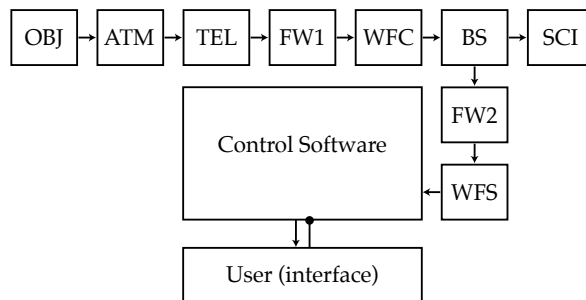 OBJ ATM TEL FW1 WFC BS SCI
FW2
Control Software
WFS
User (interface)